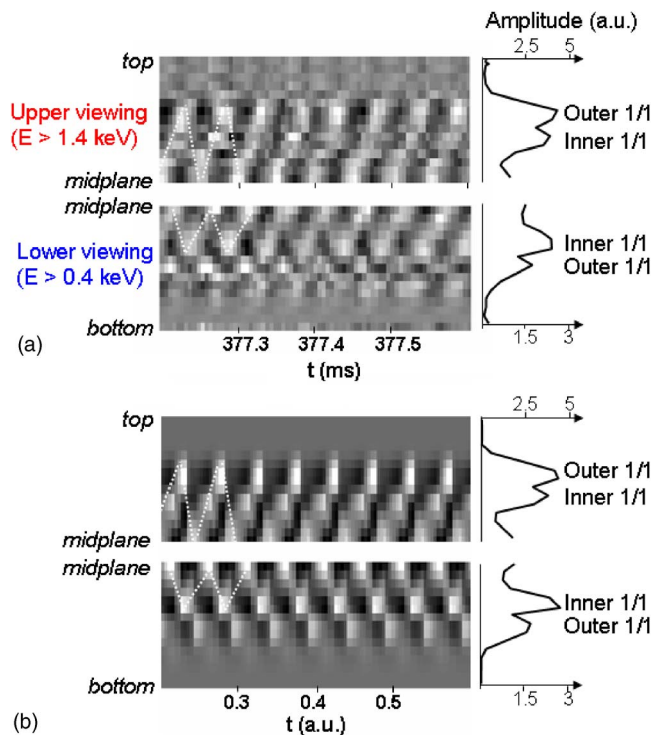 Amplitude (a.u.)
(a)
2.5 5
top
Upper viewing
(E > 1.4 keV)
Outer 1/1
Inner 1/1
midplane
midplane
Lower viewing
(E > 0.4 keV)
Inner 1/1
Outer 1/1
bottom
377.3 377.4 377.5
1.5 3
t (ms)
top
2.5 5
Outer 1/1
Inner 1/1
midplane
midplane
Inner 1/1
Outer 1/1
bottom
0.3 0.4 0.5
1.5 3
(b)
t (a.u.)